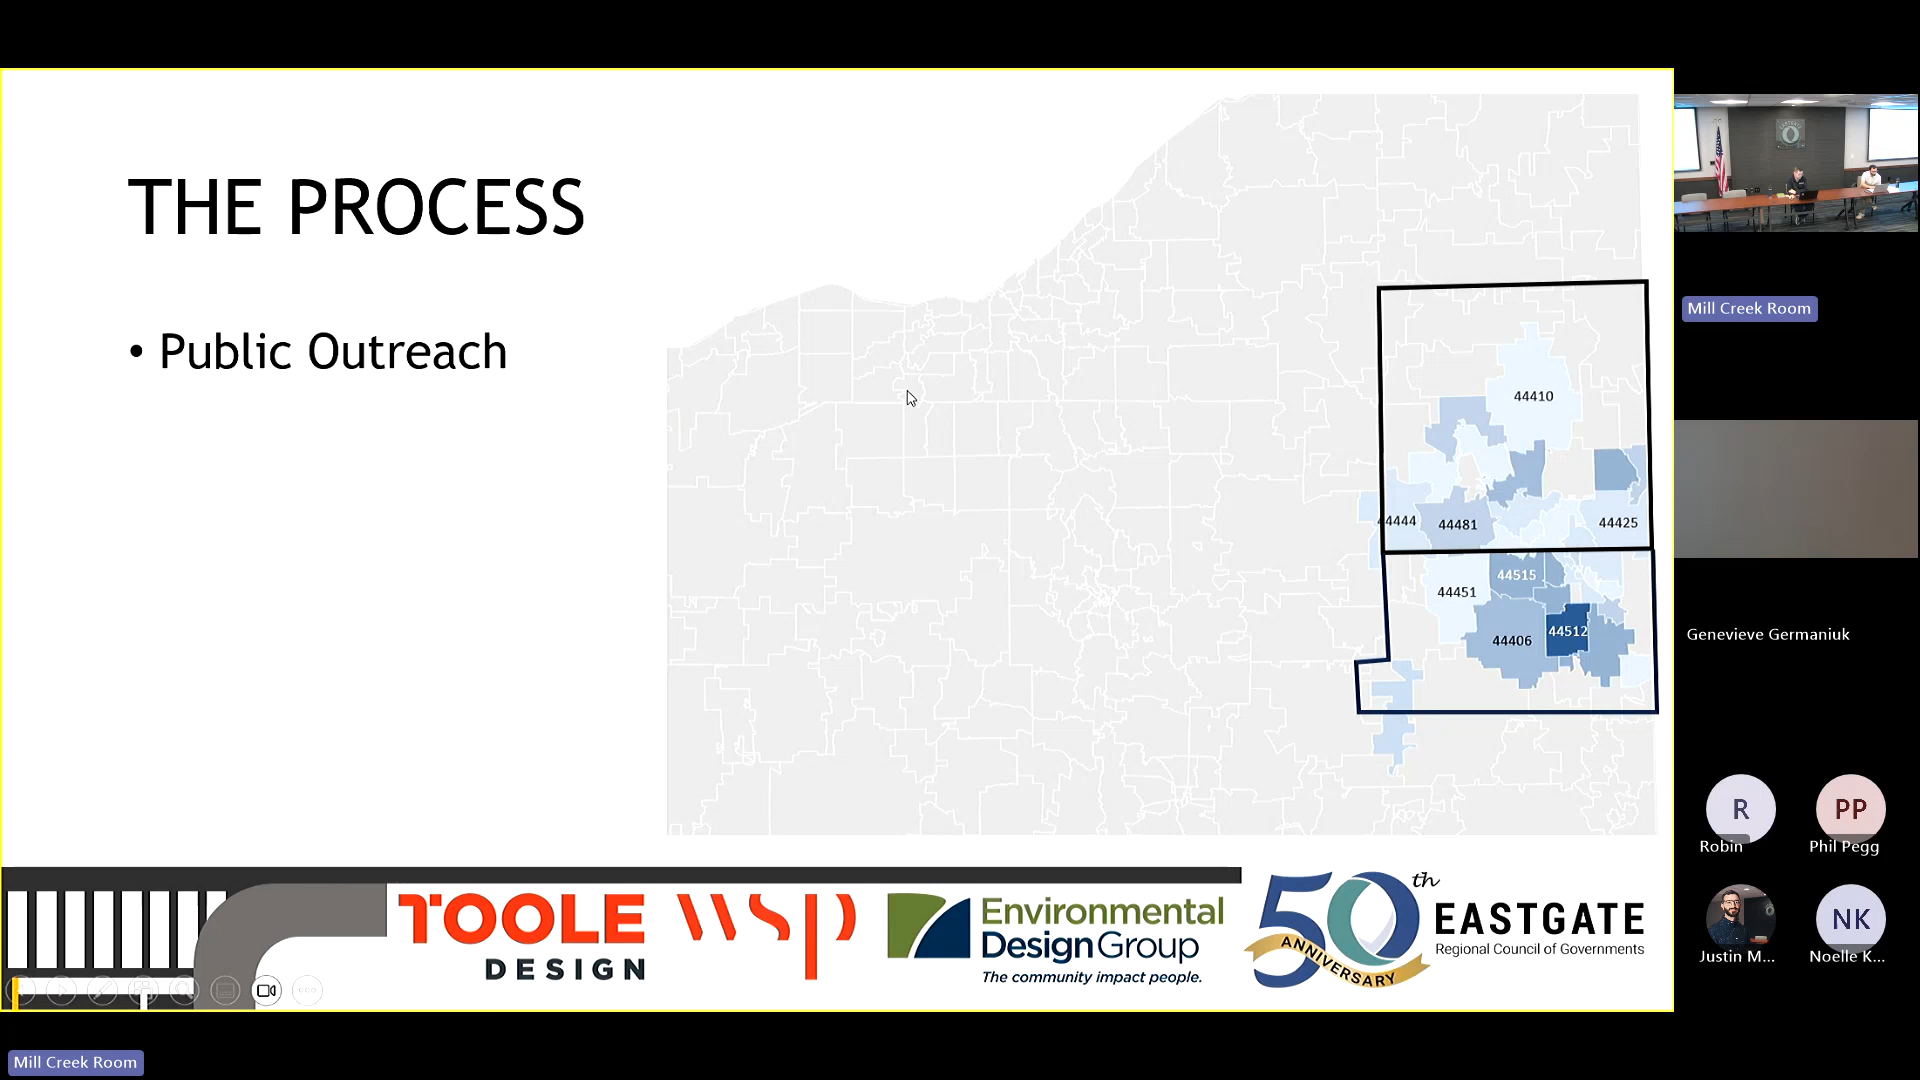 THE PROCESS
• Public Outreach
44410
4444
44481
44425
44515
44451
44512
44406
TOOLE
DESIGN
wsp
Environmental
Design Group
The community impact people.
50th
ANNIVERSARY
EASTGATE
Regional Council of Governments
Mill Creek Room
Genevieve Germaniuk
R
Robin
PP
Phil Pegg
Justin M...
NK
Noelle K...
Mill Creek Room